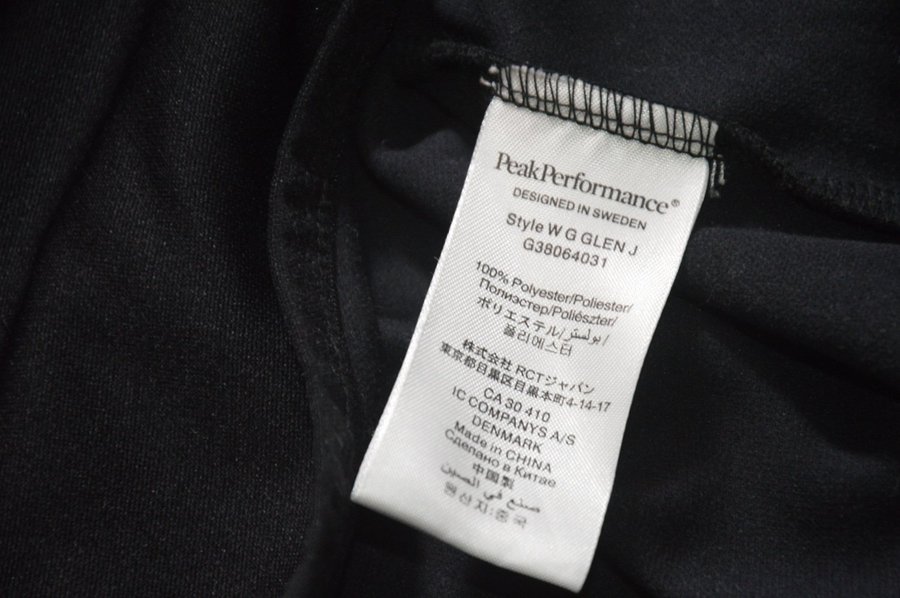 PeakPerformance®
DESIGNED IN SWEDEN
Style W G GLEN J
G38064031
100% Polyester/Poliester/
Полиэстер/Poliészter/
ポリエステル/بوليستر/
폴리에스터
株式会社 RCTジャパン
東京都目黒区目黒本町4-14-17
CA 30 410
IC COMPANYS A/S
DENMARK
Made in CHINA
Сделано в Китае
中国製
صنع في الصين
원산지:중국